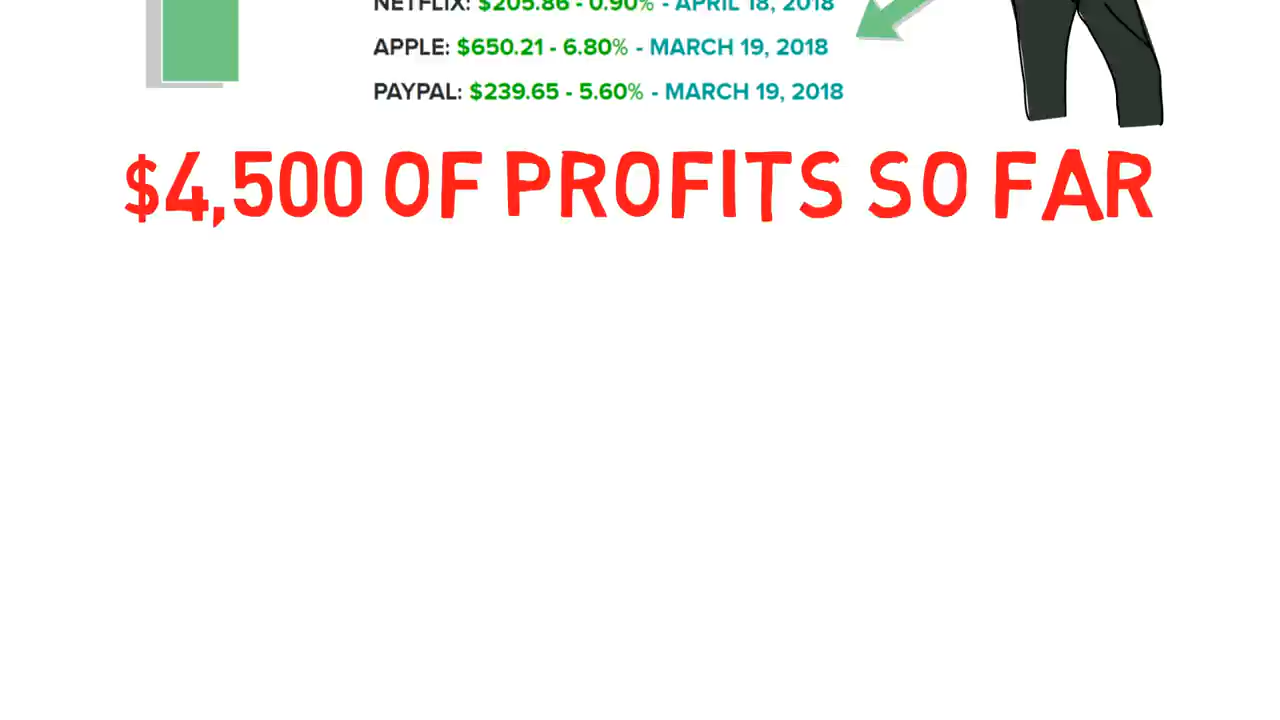 NETFLIX: $205.86 - 0.90% - APRIL 18, 2018
APPLE: $650.21 - 6.80% - MARCH 19, 2018
PAYPAL: $239.65 - 5.60% - MARCH 19, 2018
$4,500 OF PROFITS SO FAR